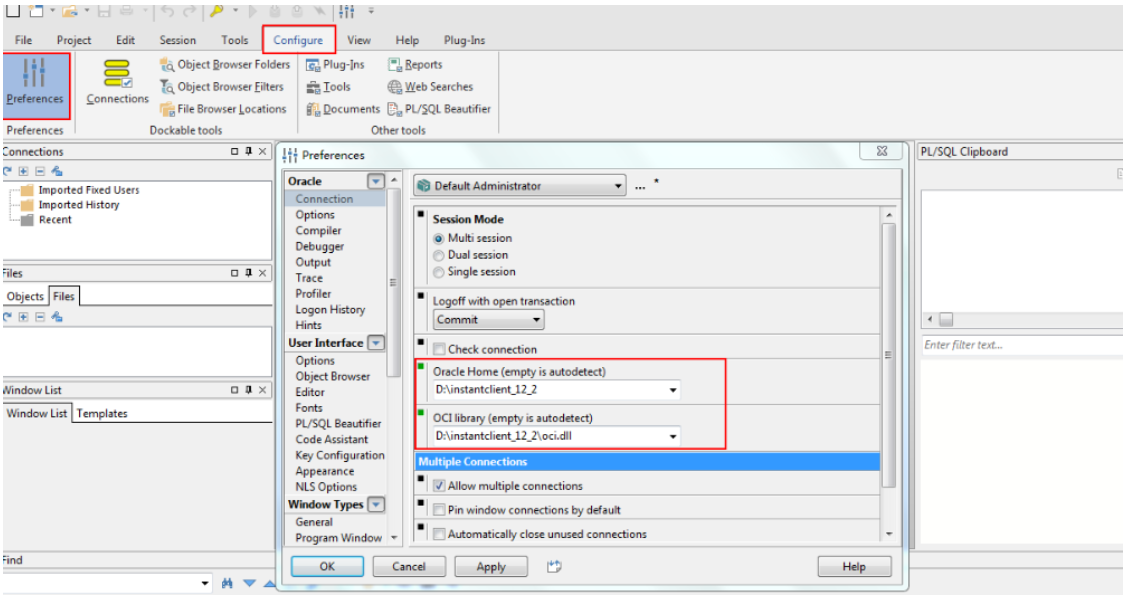 File Project Edit Session Tools Configure View Help Plug-Ins
Preferences
Connections
Object Browser Folders
Object Browser Filters
File Browser Locations
Plug-Ins
Tools
Documents
Reports
Web Searches
PL/SQL Beautifier
Preferences Dockable tools Other tools
Connections
Imported Fixed Users
Imported History
Recent
Files
Objects Files
Window List
Window List Templates
Find
Preferences
Oracle
Connection
Options
Compiler
Debugger
Output
Trace
Profiler
Logon History
Hints
User Interface
Options
Object Browser
Editor
Fonts
PL/SQL Beautifier
Code Assistant
Key Configuration
Appearance
NLS Options
Window Types
General
Program Window
Default Administrator ... *
Session Mode
Multi session
Dual session
Single session
Logoff with open transaction
Commit
Check connection
Oracle Home (empty is autodetect)
D:\instantclient_12_2
OCI library (empty is autodetect)
D:\instantclient_12_2\oci.dll
Multiple Connections
Allow multiple connections
Pin window connections by default
Automatically close unused connections
OK Cancel Apply Help
PL/SQL Clipboard
Enter filter text...